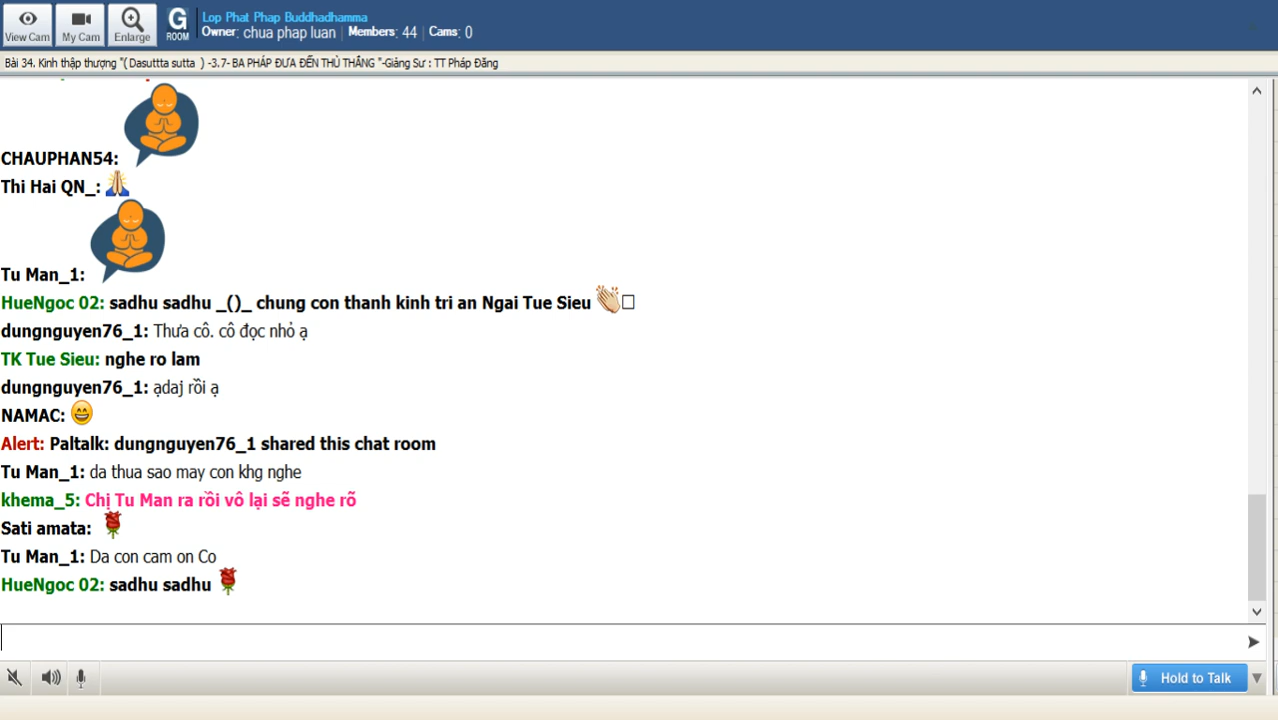 Lop Phat Phap Buddhadhamma
Owner: chua phap luan | Members: 44 | Cams: 0
View Cam
My Cam
Enlarge
G ROOM
Bài 34. Kinh thập thượng "( Dasuttta sutta ) -3.7- BA PHÁP ĐƯA ĐẾN THÙ THẮNG "-Giảng Sư : TT Pháp Đăng
CHAUPHAN54:
Thi Hai QN_:
Tu Man_1:
HueNgoc 02: sadhu sadhu _()_ chung con thanh kinh tri an Ngai Tue Sieu
dungnguyen76_1: Thưa cô. cô đọc nhỏ ạ
TK Tue Sieu: nghe ro lam
dungnguyen76_1: ạdaj rồi ạ
NAMAC:
Alert: Paltalk: dungnguyen76_1 shared this chat room
Tu Man_1: da thua sao may con khg nghe
khema_5: Chị Tu Man ra rồi vô lại sẽ nghe rõ
Sati amata:
Tu Man_1: Da con cam on Co
HueNgoc 02: sadhu sadhu
Hold to Talk